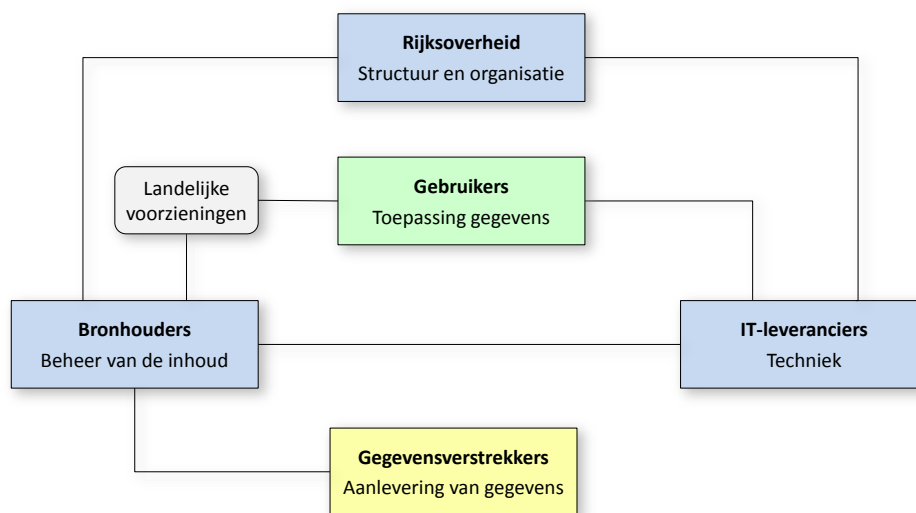 Rijksoverheid
Structuur en organisatie
Landelijke
voorzieningen
Gebruikers
Toepassing gegevens
Bronhouders
Beheer van de inhoud
IT-leveranciers
Techniek
Gegevensverstrekkers
Aanlevering van gegevens